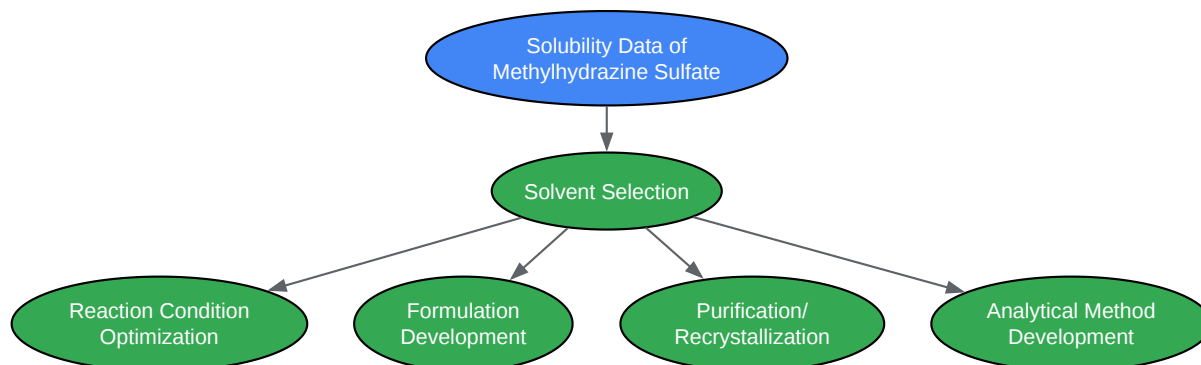 Solubility Data of
Methylhydrazine Sulfate
Solvent Selection
Reaction Condition
Optimization
Formulation
Development
Purification/
Recrystallization
Analytical Method
Development